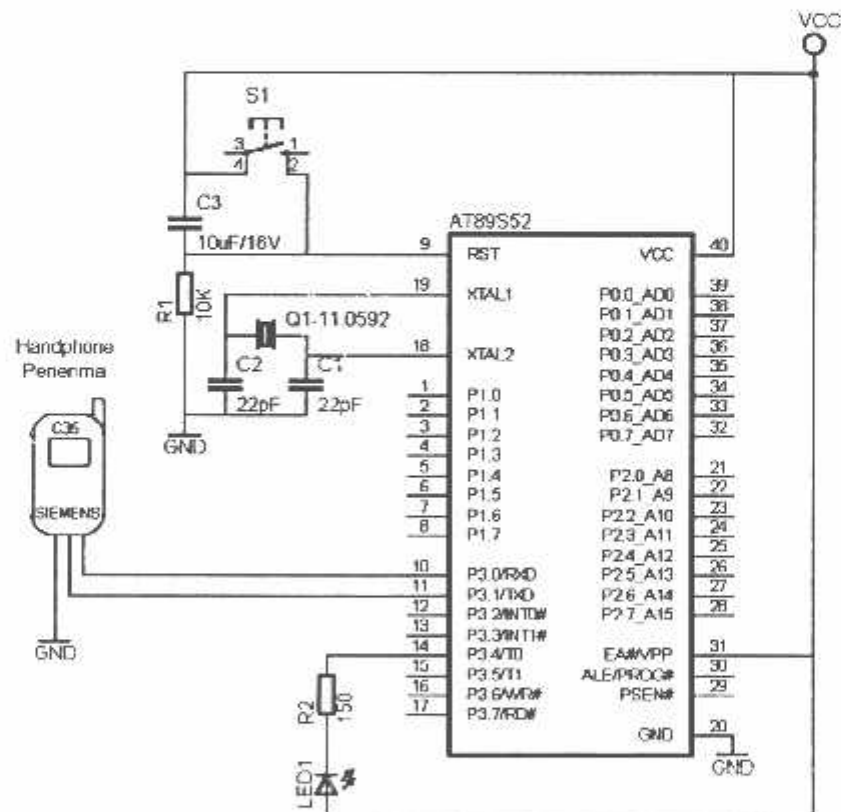 VCC
S1
3 1
4 2
C3
10uF/16V
R1
10K
Q1-11.0592
C2
22pF
C1
22pF
GND
Handphone
Penerima
C35
SIEMENS
GND
AT89S52
9 RST
19 XTAL1
18 XTAL2
1 P1.0
2 P1.1
3 P1.2
4 P1.3
5 P1.4
6 P1.5
7 P1.6
8 P1.7
10 P3.0/RXD
11 P3.1/TXD
12 P3.2/INT0#
13 P3.3/INT1#
14 P3.4/T0
15 P3.5/T1
16 P3.6/WR#
17 P3.7/RD#
VCC 40
P0.0_AD0 39
P0.1_AD1 38
P0.2_AD2 37
P0.3_AD3 36
P0.4_AD4 35
P0.5_AD5 34
P0.6_AD6 33
P0.7_AD7 32
P2.0_A8 21
P2.1_A9 22
P2.2_A10 23
P2.3_A11 24
P2.4_A12 25
P2.5_A13 26
P2.6_A14 27
P2.7_A15 28
EA#/VPP 31
ALE/PROG# 30
PSEN# 29
GND 20
GND
R2
150
LED1